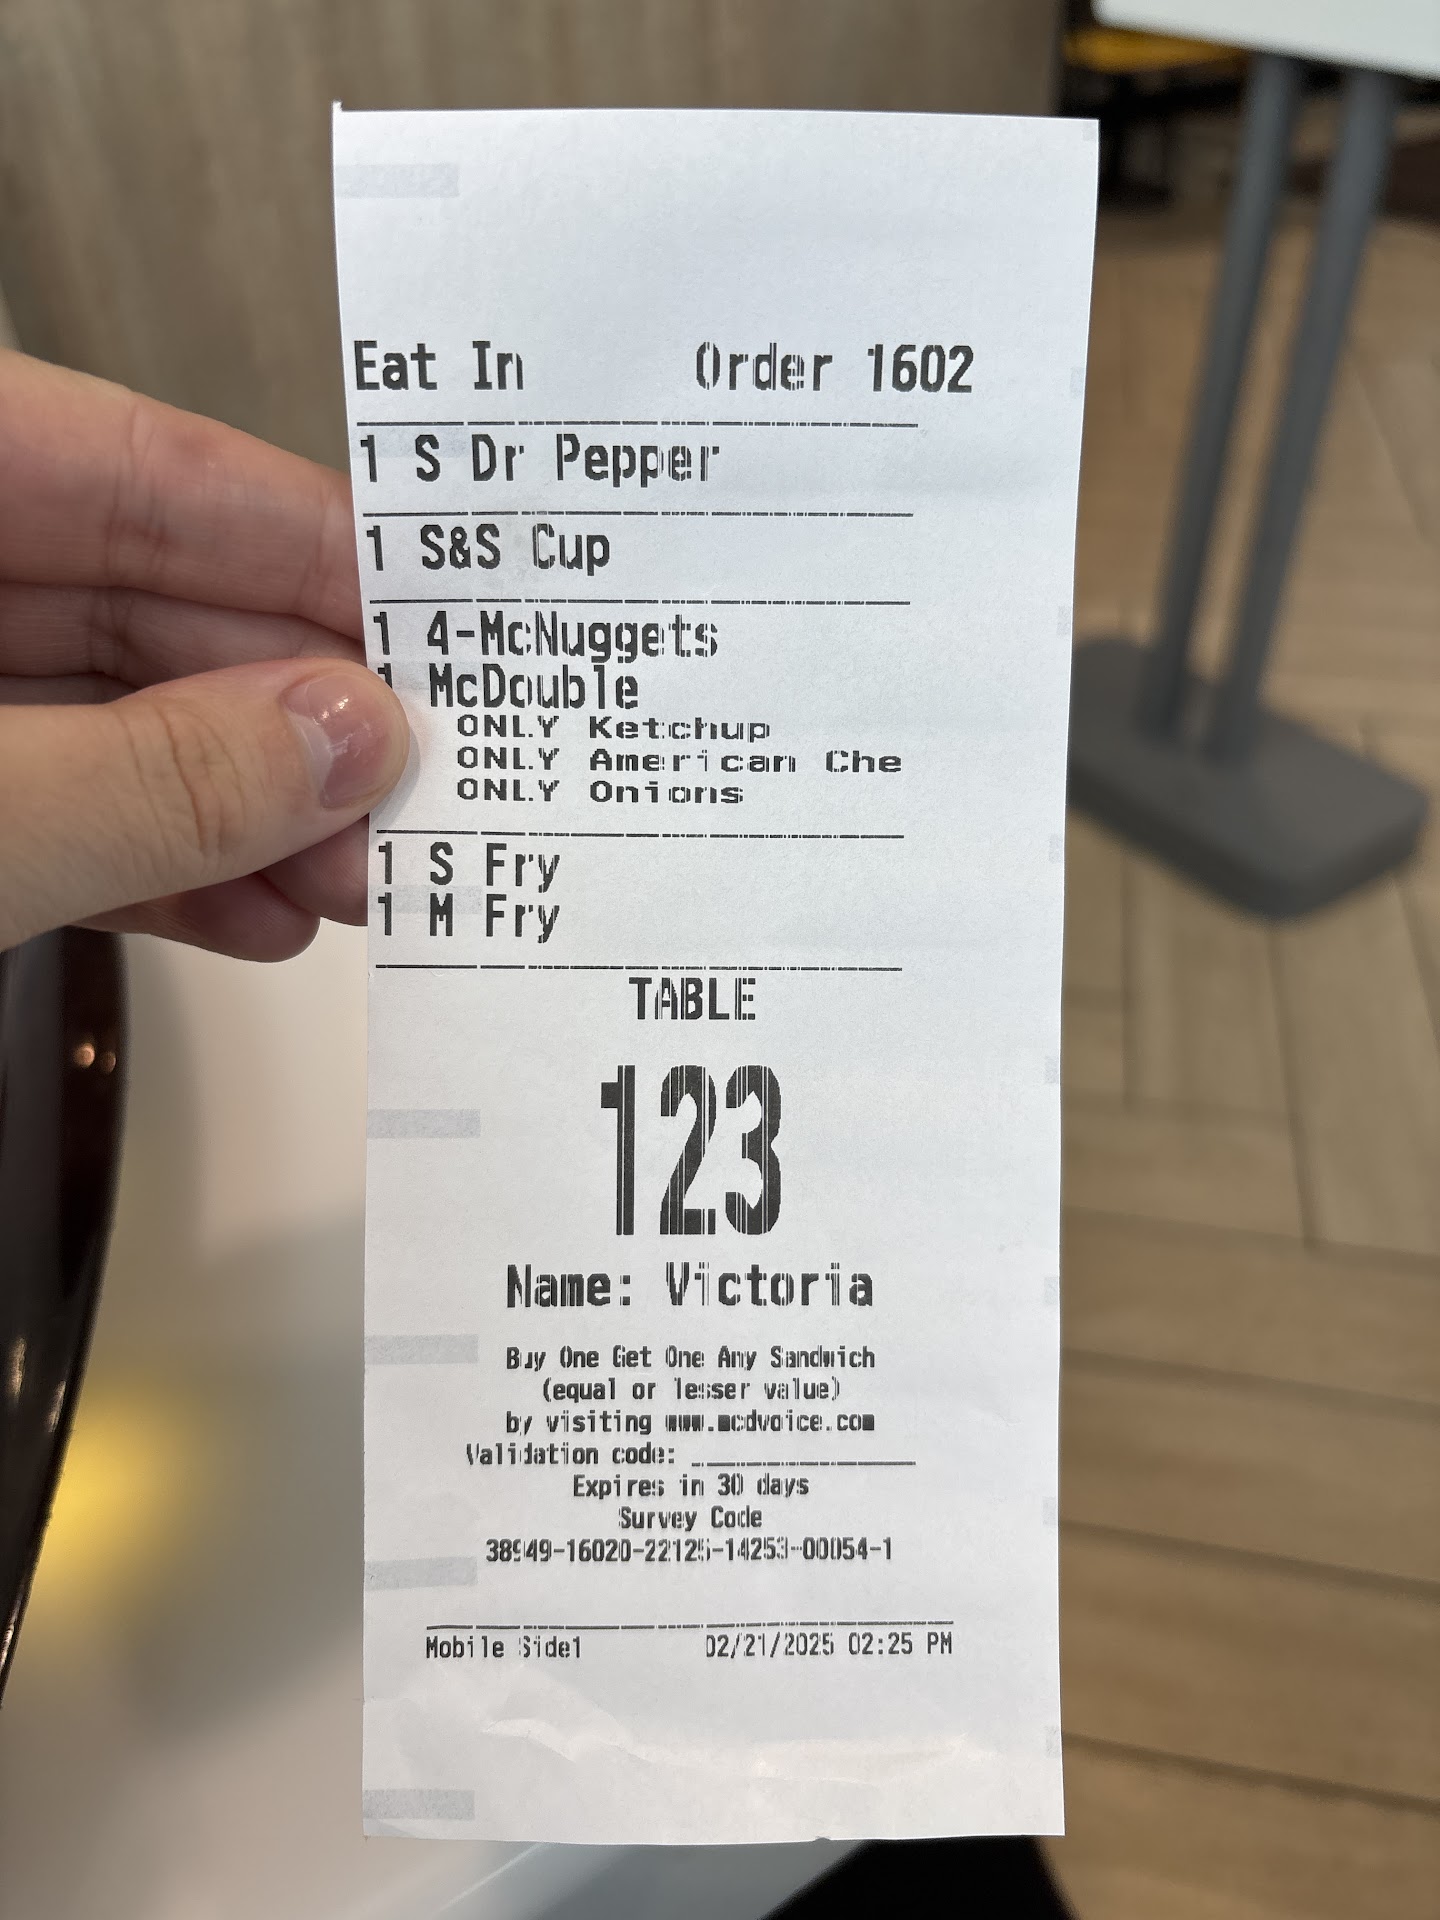 Eat In Order 1602
1 S Dr Pepper
1 S&S Cup
1 4-McNuggets
1 McDouble
ONLY Ketchup
ONLY American Che
ONLY Onions
1 S Fry
1 M Fry
TABLE
123
Name: Victoria
Buy One Get One Any Sandwich
(equal or lesser value)
by visiting www.mcdvoice.com
Validation code: ____________
Expires in 30 days
Survey Code
38949-16020-22125-14253-00054-1
Mobile Side1 02/21/2025 02:25 PM